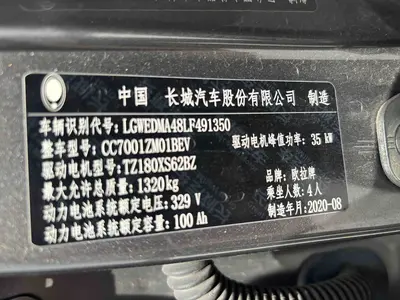 中国 长城汽车股份有限公司 制造
车辆识别代号: LGWEDMA48LF491350
整车型号: CC7001ZM01BEV 驱动电机峰值功率: 35 kW
驱动电机型号: TZ180XS62BZ
最大允许总质量: 1320kg 品牌: 欧拉牌
动力电池系统额定电压: 329 V 乘坐人数: 4人
动力电池系统额定容量: 100 Ah 制造年月: 2020-08